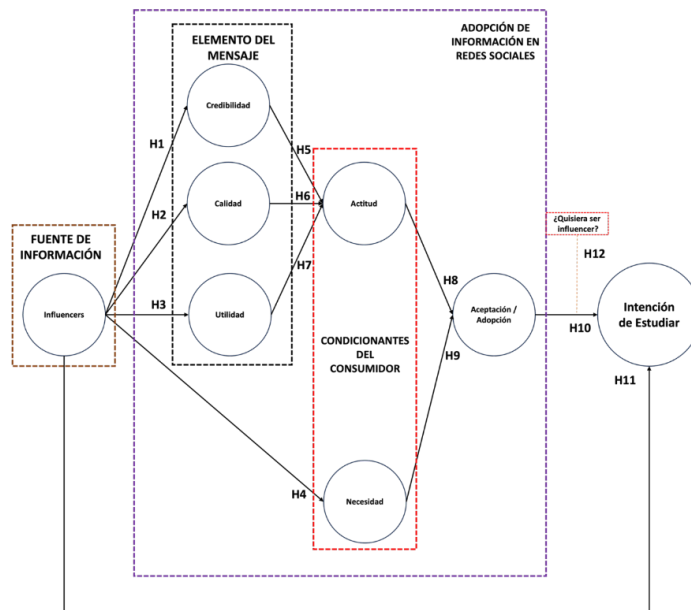 ADOPCIÓN DE
INFORMACIÓN EN
REDES SOCIALES
ELEMENTO DEL
MENSAJE
Credibilidad
H1
H5
Calidad
H6
Actitud
H2
¿Quisiera ser
influencer?
FUENTE DE
INFORMACIÓN
H7
H12
H8
Influencers
H3
Utilidad
Aceptación /
Adopción
Intención
de Estudiar
H10
CONDICIONANTES
DEL
CONSUMIDOR
H9
H11
H4
Necesidad